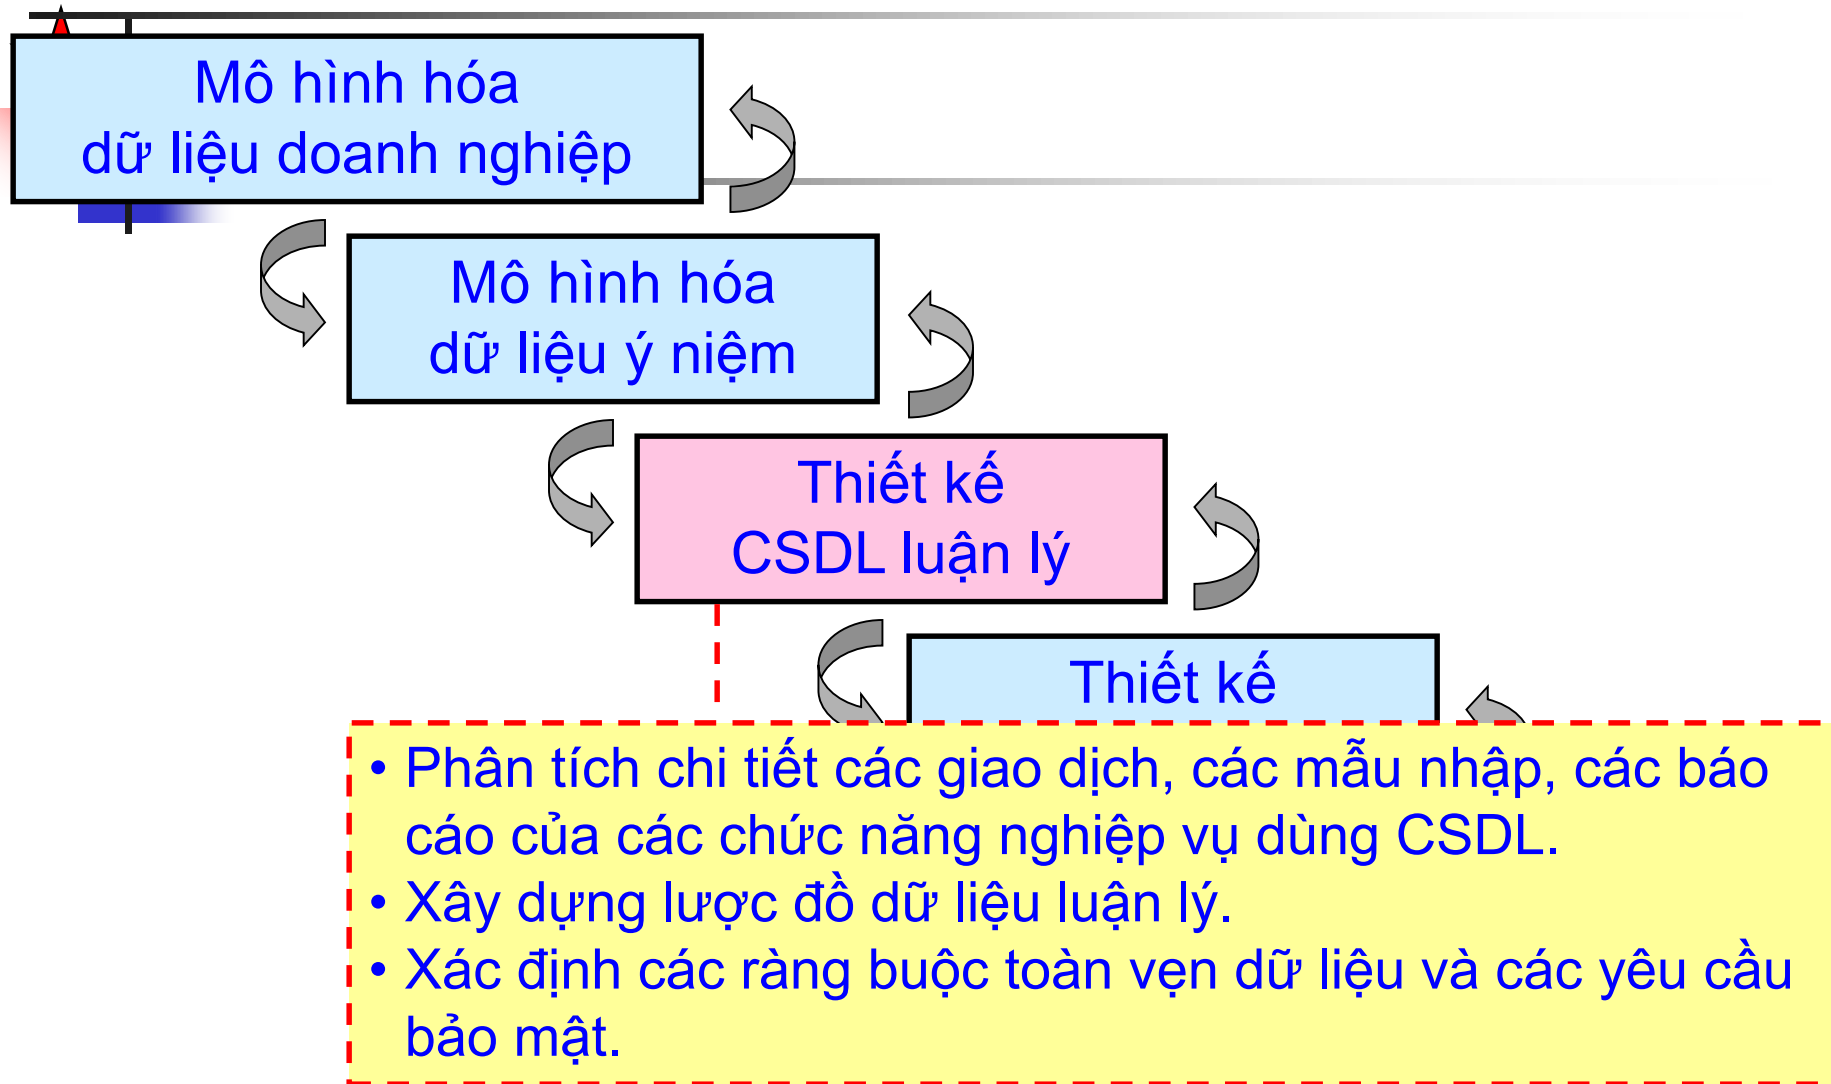 Mô hình hóa
dữ liệu doanh nghiệp
Mô hình hóa
dữ liệu ý niệm
Thiết kế
CSDL luận lý
Thiết kế
• Phân tích chi tiết các giao dịch, các mẫu nhập, các báo
cáo của các chức năng nghiệp vụ dùng CSDL.
• Xây dựng lược đồ dữ liệu luận lý.
• Xác định các ràng buộc toàn vẹn dữ liệu và các yêu cầu
bảo mật.